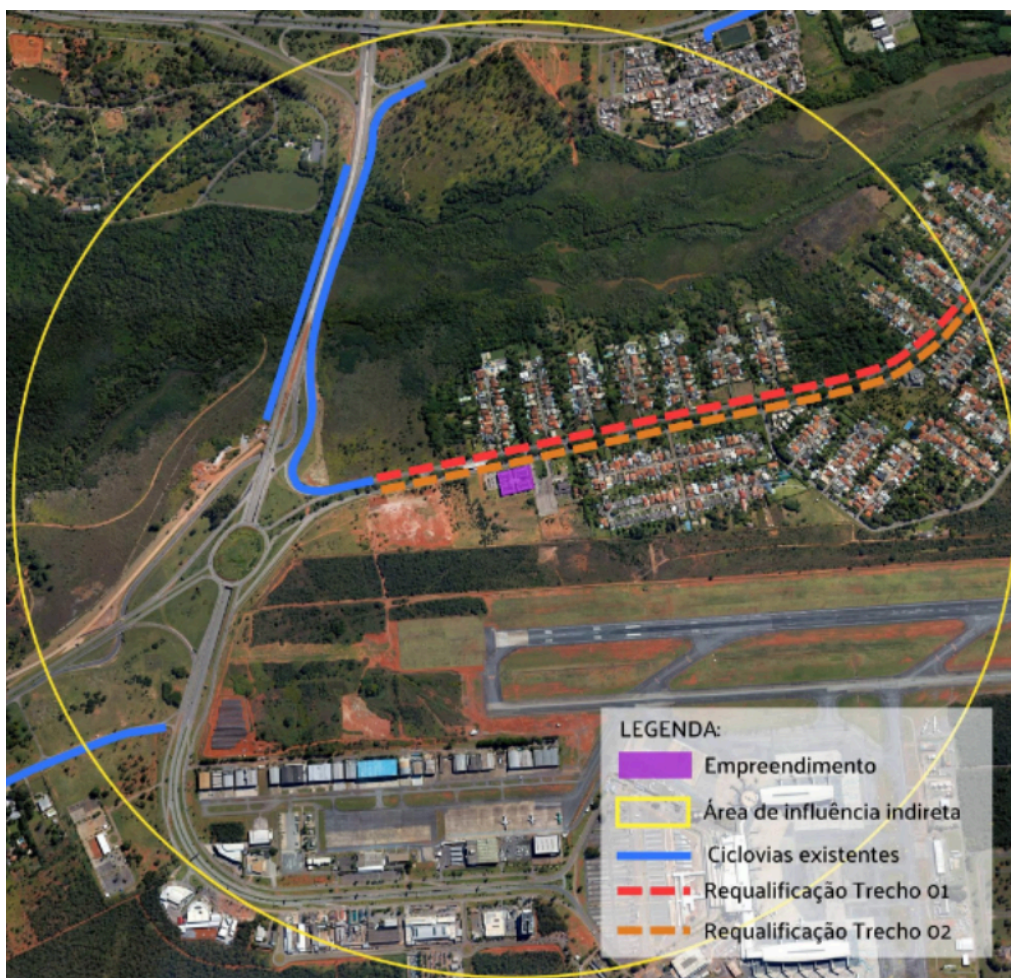 LEGENDA:
Empreendimento
Área de influência indireta
Ciclovias existentes
Requalificação Trecho 01
Requalificação Trecho 02